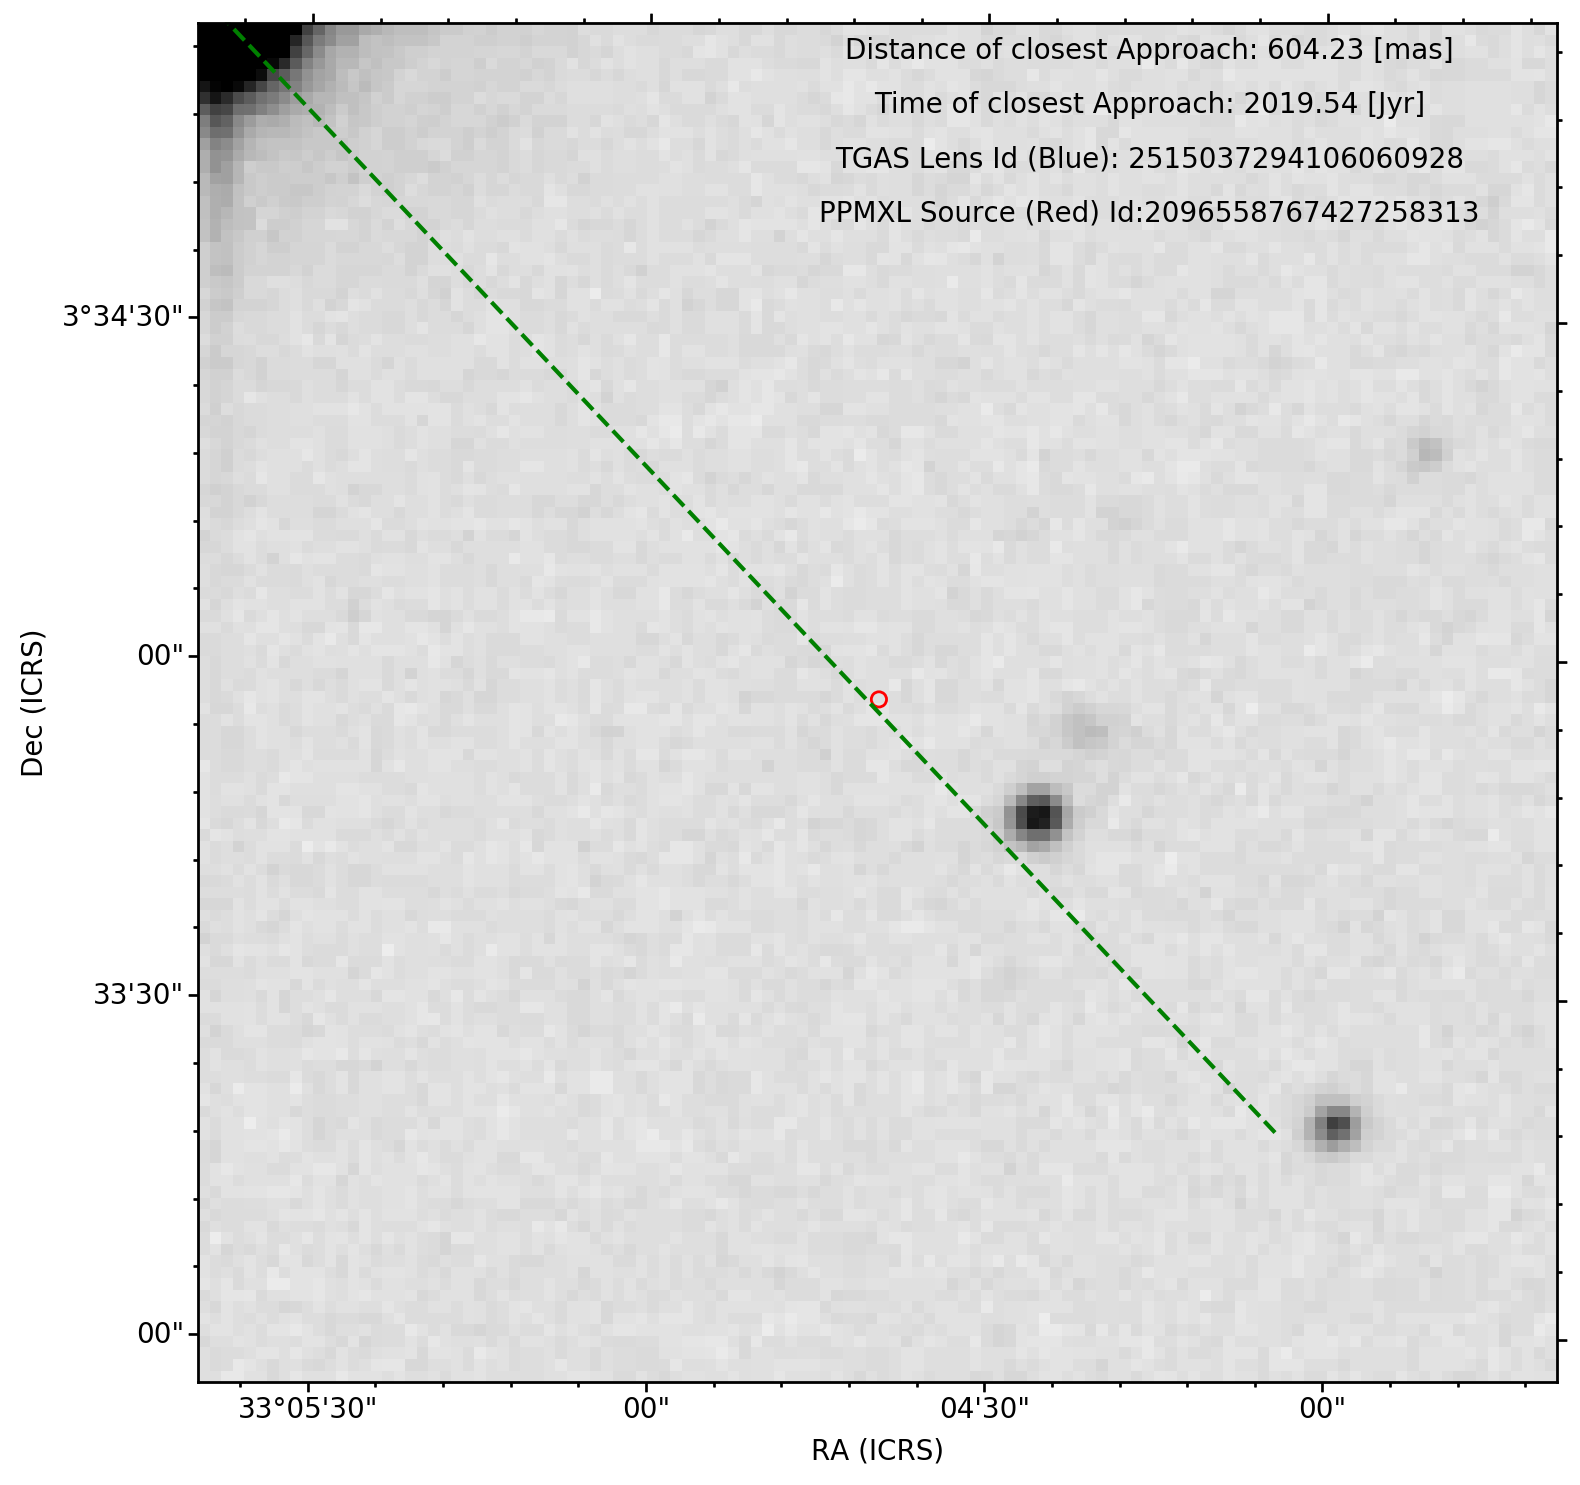 Distance of closest Approach: 604.23 [mas]
Time of closest Approach: 2019.54 [Jyr]
TGAS Lens Id (Blue): 2515037294106060928
PPMXL Source (Red) Id:2096558767427258313
3°34'30"
00"
33'30"
00"
Dec (ICRS)
33°05'30"
00"
04'30"
00"
RA (ICRS)